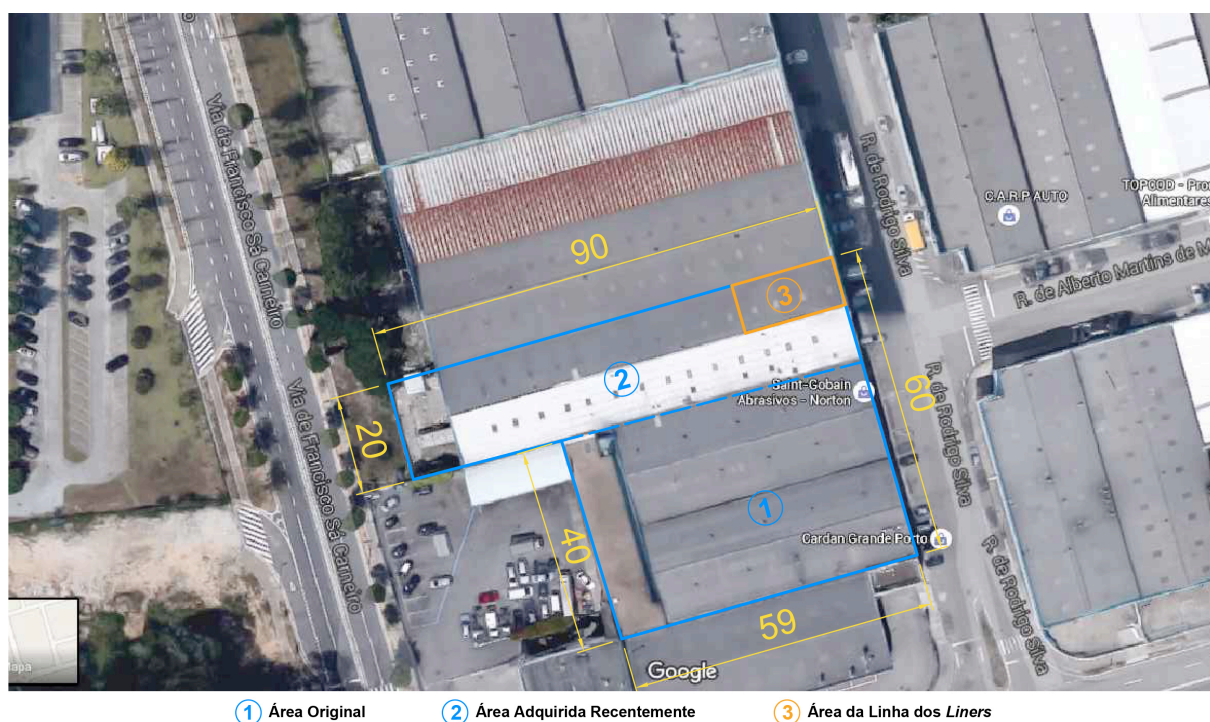 Via de Francisco Sá Carneiro
R. de Rodrigo Silva
C.A.R.P AUTO
TOPCOD - Prod
Alimentares
R. de Alberto Martins de M
90
3
2
Saint-Gobain
Abrasivos - Norton
60
20
Via de Francisco Sá Carneiro
R. de Rodrigo Silva
1
40
Cardan Grande Porto
R. de Rodrigo Silva
59
Google
1 Área Original
2 Área Adquirida Recentemente
3 Área da Linha dos Liners